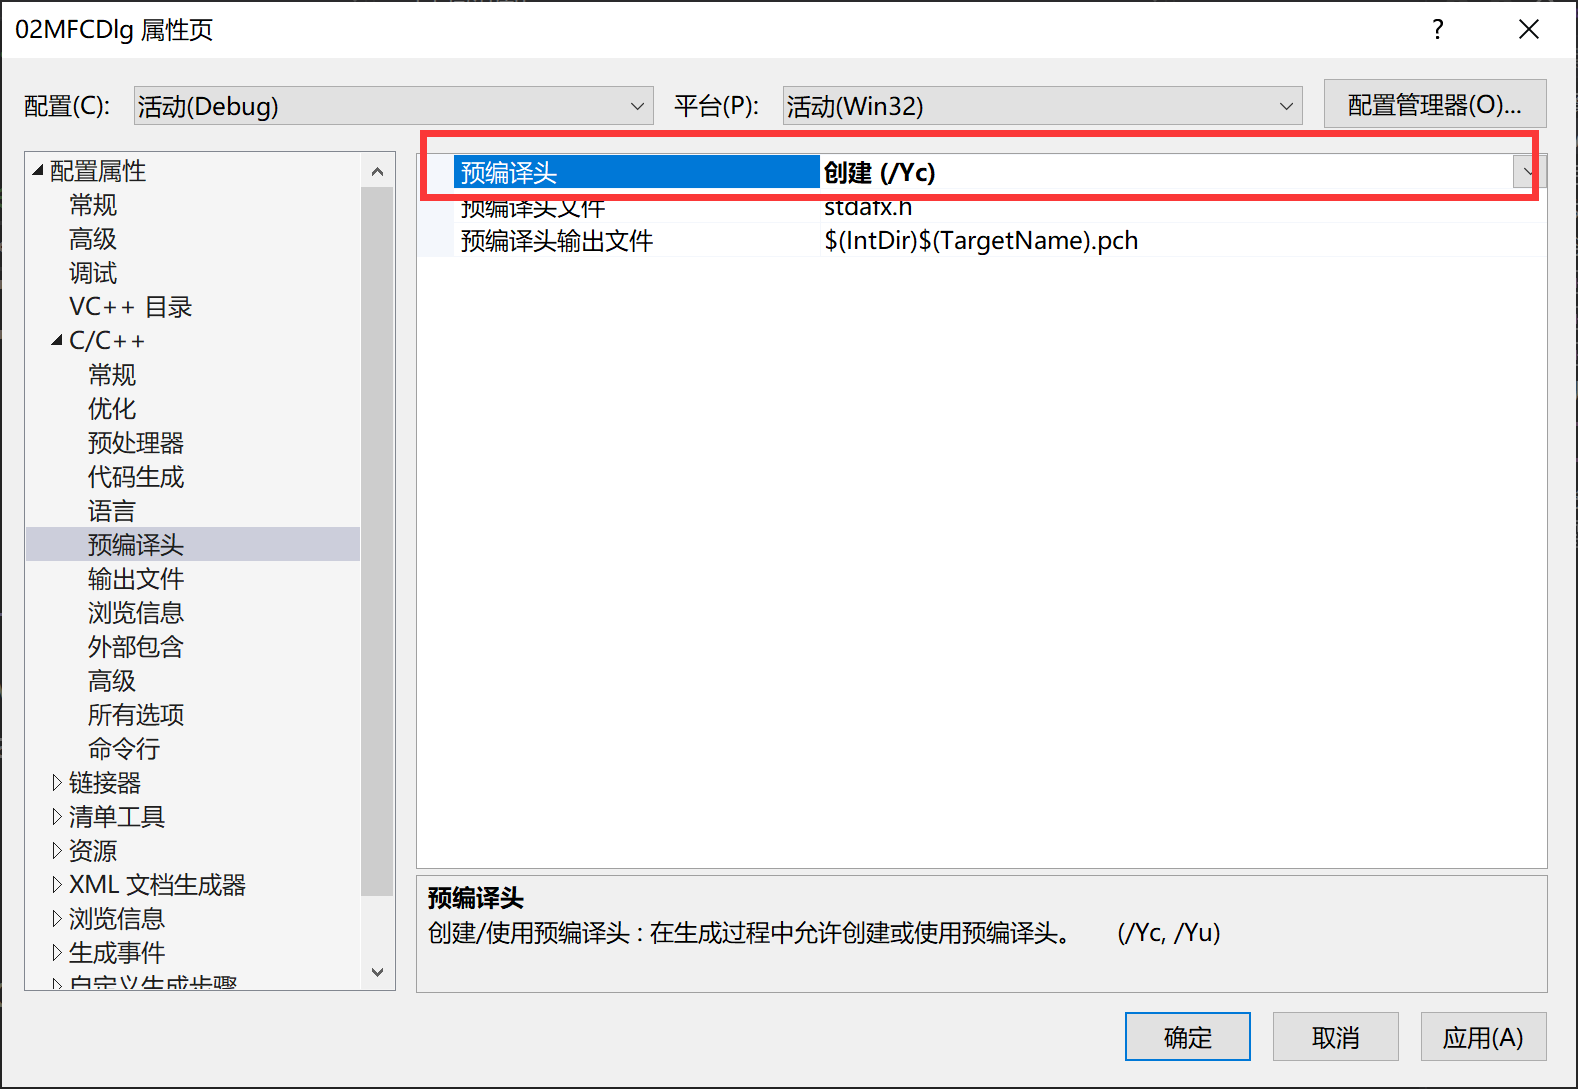 02MFCDlg 属性页
?
配置(C):
活动(Debug)
平台(P):
活动(Win32)
配置管理器(O)...
配置属性
常规
高级
调试
VC++ 目录
C/C++
常规
优化
预处理器
代码生成
语言
预编译头
输出文件
浏览信息
外部包含
高级
所有选项
命令行
链接器
清单工具
资源
XML 文档生成器
浏览信息
生成事件
自定义生成步骤
预编译头 创建 (/Yc)
预编译头文件 stdafx.h
预编译头输出文件 $(IntDir)$(TargetName).pch
预编译头
创建/使用预编译头 : 在生成过程中允许创建或使用预编译头。 (/Yc, /Yu)
确定
取消
应用(A)